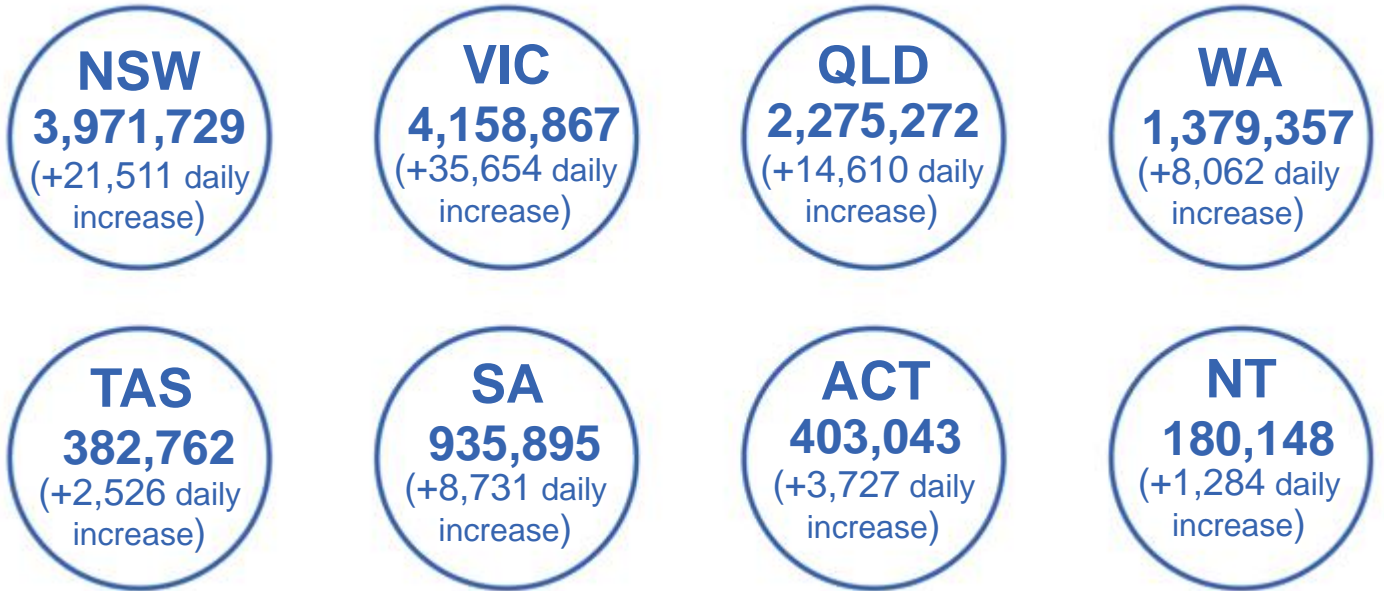 NSW
3,971,729
(+21,511 daily
increase)
VIC
4,158,867
(+35,654 daily
increase)
QLD
2,275,272
(+14,610 daily
increase)
WA
1,379,357
(+8,062 daily
increase)
TAS
382,762
(+2,526 daily
increase)
SA
935,895
(+8,731 daily
increase)
ACT
403,043
(+3,727 daily
increase)
NT
180,148
(+1,284 daily
increase)